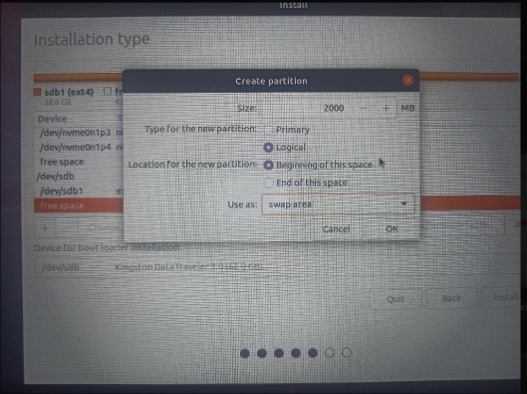 Install
Installation type
sdb1 (ext4)
58.0 GB
Device
/dev/nvme0n1p3
/dev/nvme0n1p4
free space
/dev/sdb
/dev/sdb1
free space
+
Create partition
Size: 2000 − + MB
Type for the new partition: Primary
Logical
Location for the new partition: Beginning of this space
End of this space
Use as: swap area
Cancel OK
Device for boot loader installation:
/dev/sdb Kingston DataTraveler 3.0 (62.0 GB)
Quit Back Install